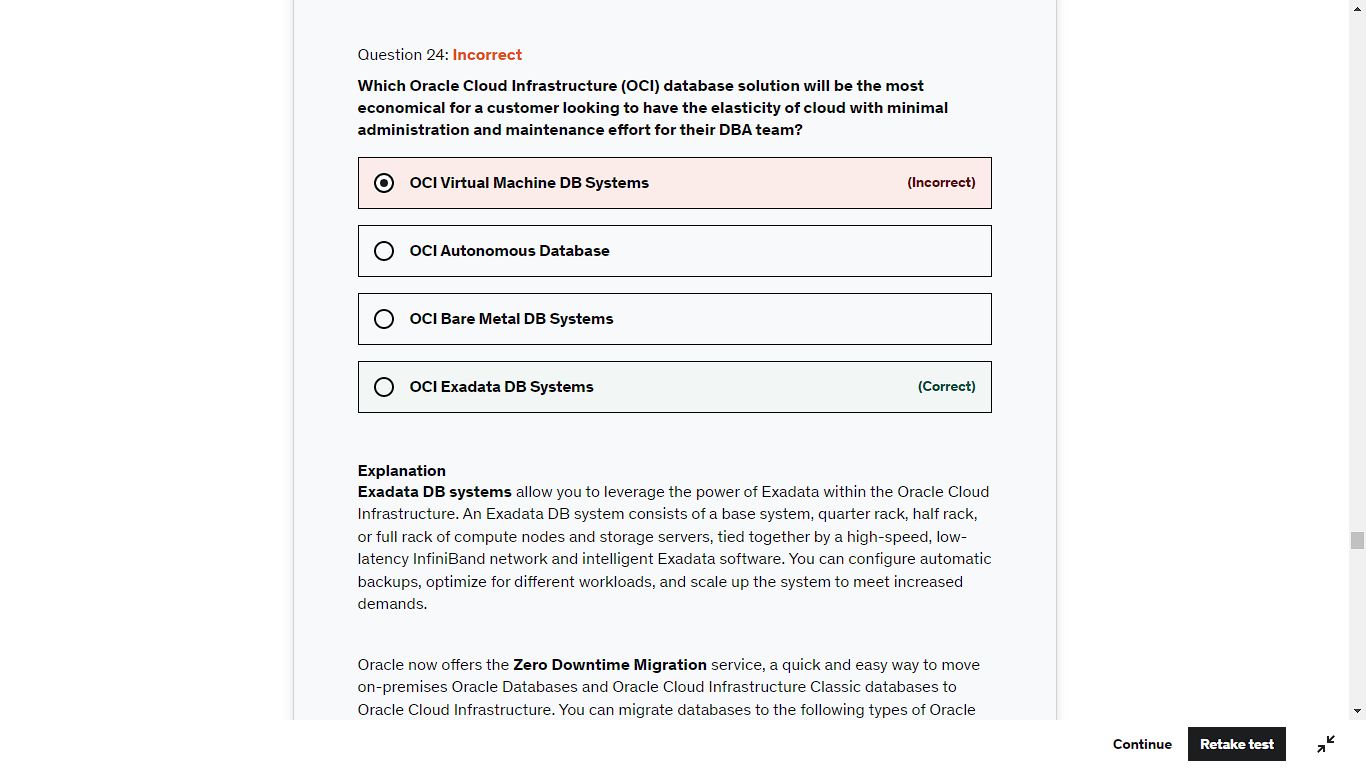 Question 24: Incorrect
Which Oracle Cloud Infrastructure (OCI) database solution will be the most
economical for a customer looking to have the elasticity of cloud with minimal
administration and maintenance effort for their DBA team?
OCI Virtual Machine DB Systems (Incorrect)
OCI Autonomous Database
OCI Bare Metal DB Systems
OCI Exadata DB Systems (Correct)
Explanation
Exadata DB systems allow you to leverage the power of Exadata within the Oracle Cloud
Infrastructure. An Exadata DB system consists of a base system, quarter rack, half rack,
or full rack of compute nodes and storage servers, tied together by a high-speed, low-
latency InfiniBand network and intelligent Exadata software. You can configure automatic
backups, optimize for different workloads, and scale up the system to meet increased
demands.
Oracle now offers the Zero Downtime Migration service, a quick and easy way to move
on-premises Oracle Databases and Oracle Cloud Infrastructure Classic databases to
Oracle Cloud Infrastructure. You can migrate databases to the following types of Oracle
Continue Retake test